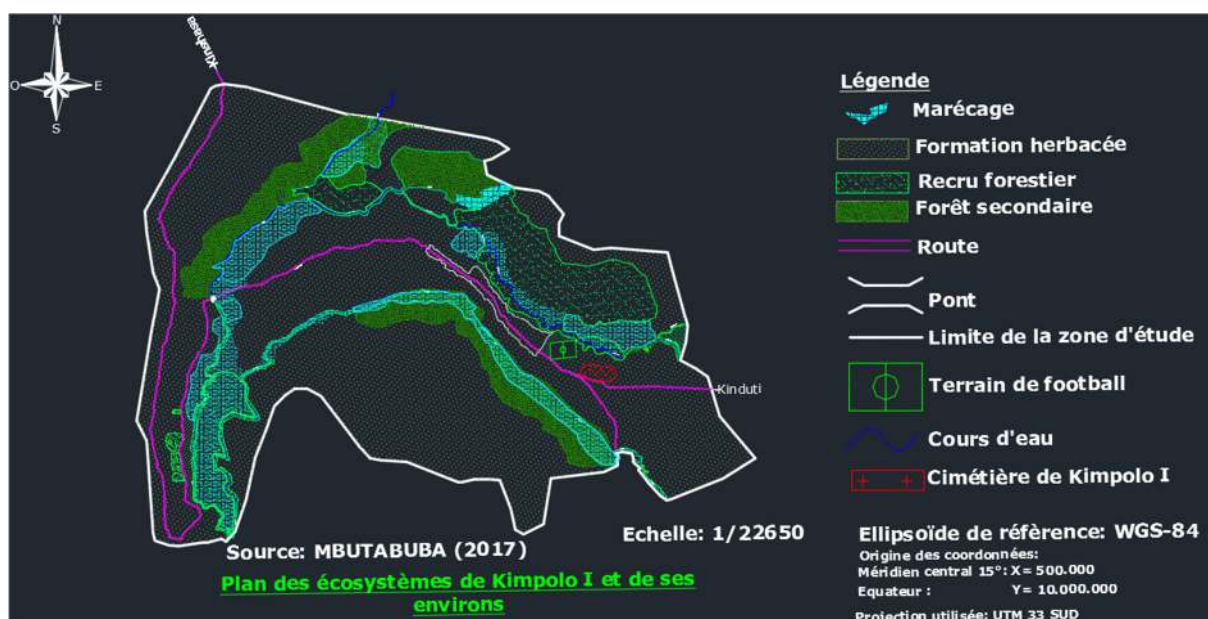 N
Kinshasa
O
E
S
Légende
Marécage
Formation herbacée
Recru forestier
Forêt secondaire
Route
Pont
Limite de la zone d'étude
Terrain de football
Cours d'eau
Cimétière de Kimpolo I
Kinduti
Echelle: 1/22650
Source: MBUTABUBA (2017)
Plan des écosystèmes de Kimpolo I et de ses
environs
Ellipsoïde de réfèrence: WGS-84
Origine des coordonnées:
Méridien central 15°: X= 500.000
Equateur : Y= 10.000.000
Projection utilisée: UTM 33 SUD